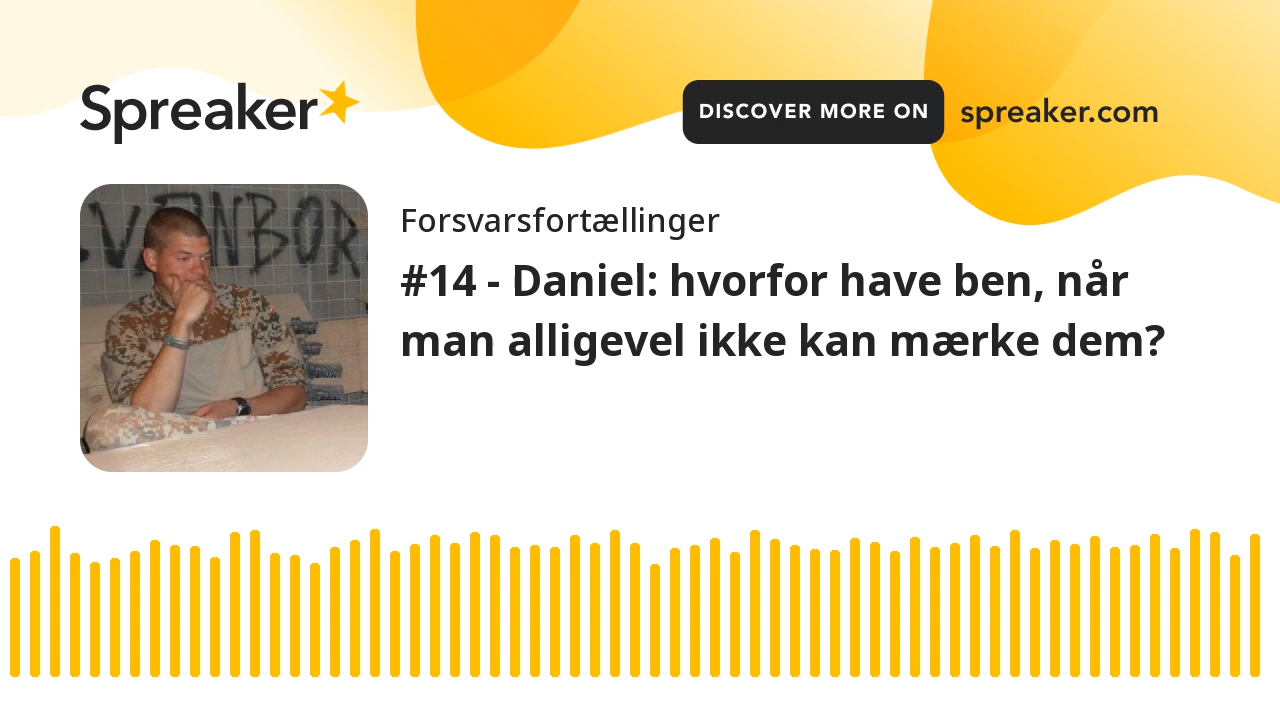 Spreaker
DISCOVER MORE ON spreaker.com
Forsvarsfortællinger
#14 - Daniel: hvorfor have ben, når
man alligevel ikke kan mærke dem?